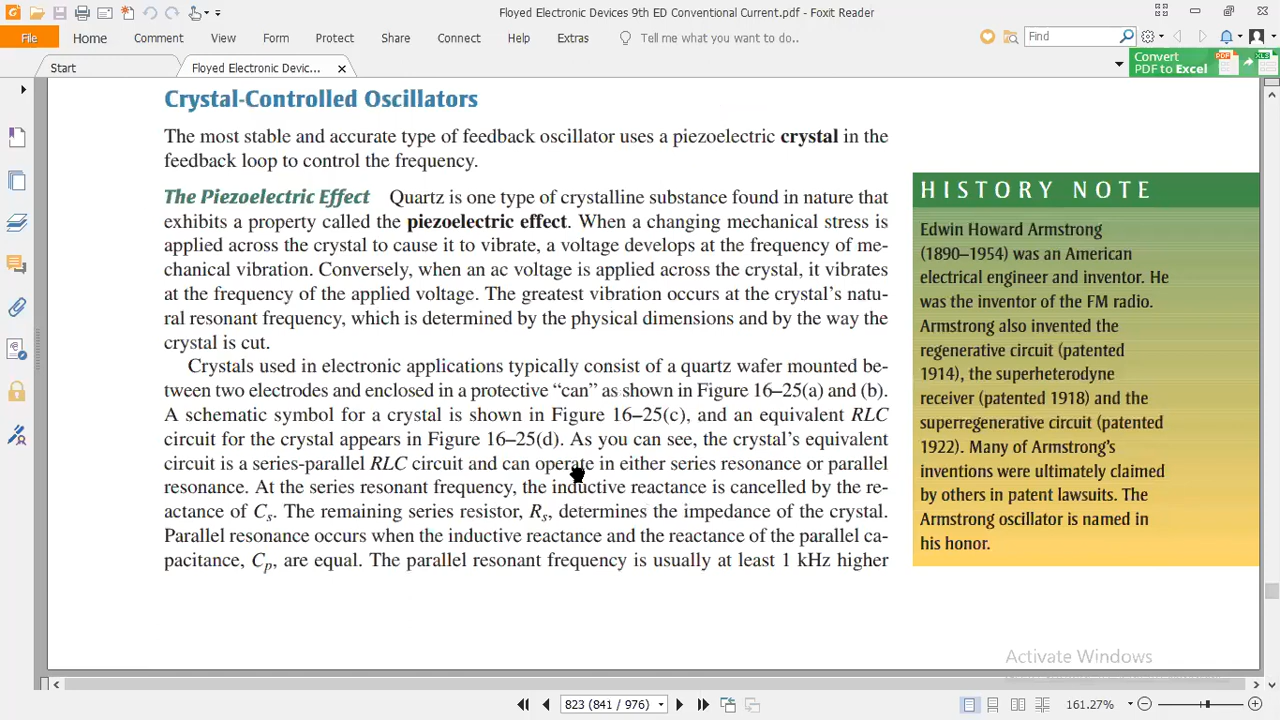 Floyed Electronic Devices 9th ED Conventional Current.pdf - Foxit Reader
File Home Comment View Form Protect Share Connect Help Extras Tell me what you want to do.. Find
Start Floyed Electronic Devic...
Convert
PDF to Excel
Crystal-Controlled Oscillators
The most stable and accurate type of feedback oscillator uses a piezoelectric crystal in the
feedback loop to control the frequency.
The Piezoelectric Effect Quartz is one type of crystalline substance found in nature that
exhibits a property called the piezoelectric effect. When a changing mechanical stress is
applied across the crystal to cause it to vibrate, a voltage develops at the frequency of me-
chanical vibration. Conversely, when an ac voltage is applied across the crystal, it vibrates
at the frequency of the applied voltage. The greatest vibration occurs at the crystal's natu-
ral resonant frequency, which is determined by the physical dimensions and by the way the
crystal is cut.
Crystals used in electronic applications typically consist of a quartz wafer mounted be-
tween two electrodes and enclosed in a protective “can” as shown in Figure 16–25(a) and (b).
A schematic symbol for a crystal is shown in Figure 16–25(c), and an equivalent RLC
circuit for the crystal appears in Figure 16–25(d). As you can see, the crystal's equivalent
circuit is a series-parallel RLC circuit and can operate in either series resonance or parallel
resonance. At the series resonant frequency, the inductive reactance is cancelled by the re-
actance of Cs. The remaining series resistor, Rs, determines the impedance of the crystal.
Parallel resonance occurs when the inductive reactance and the reactance of the parallel ca-
pacitance, Cp, are equal. The parallel resonant frequency is usually at least 1 kHz higher
HISTORY NOTE
Edwin Howard Armstrong
(1890–1954) was an American
electrical engineer and inventor. He
was the inventor of the FM radio.
Armstrong also invented the
regenerative circuit (patented
1914), the superheterodyne
receiver (patented 1918) and the
superregenerative circuit (patented
1922). Many of Armstrong's
inventions were ultimately claimed
by others in patent lawsuits. The
Armstrong oscillator is named in
his honor.
Activate Windows
823 (841 / 976) 161.27%